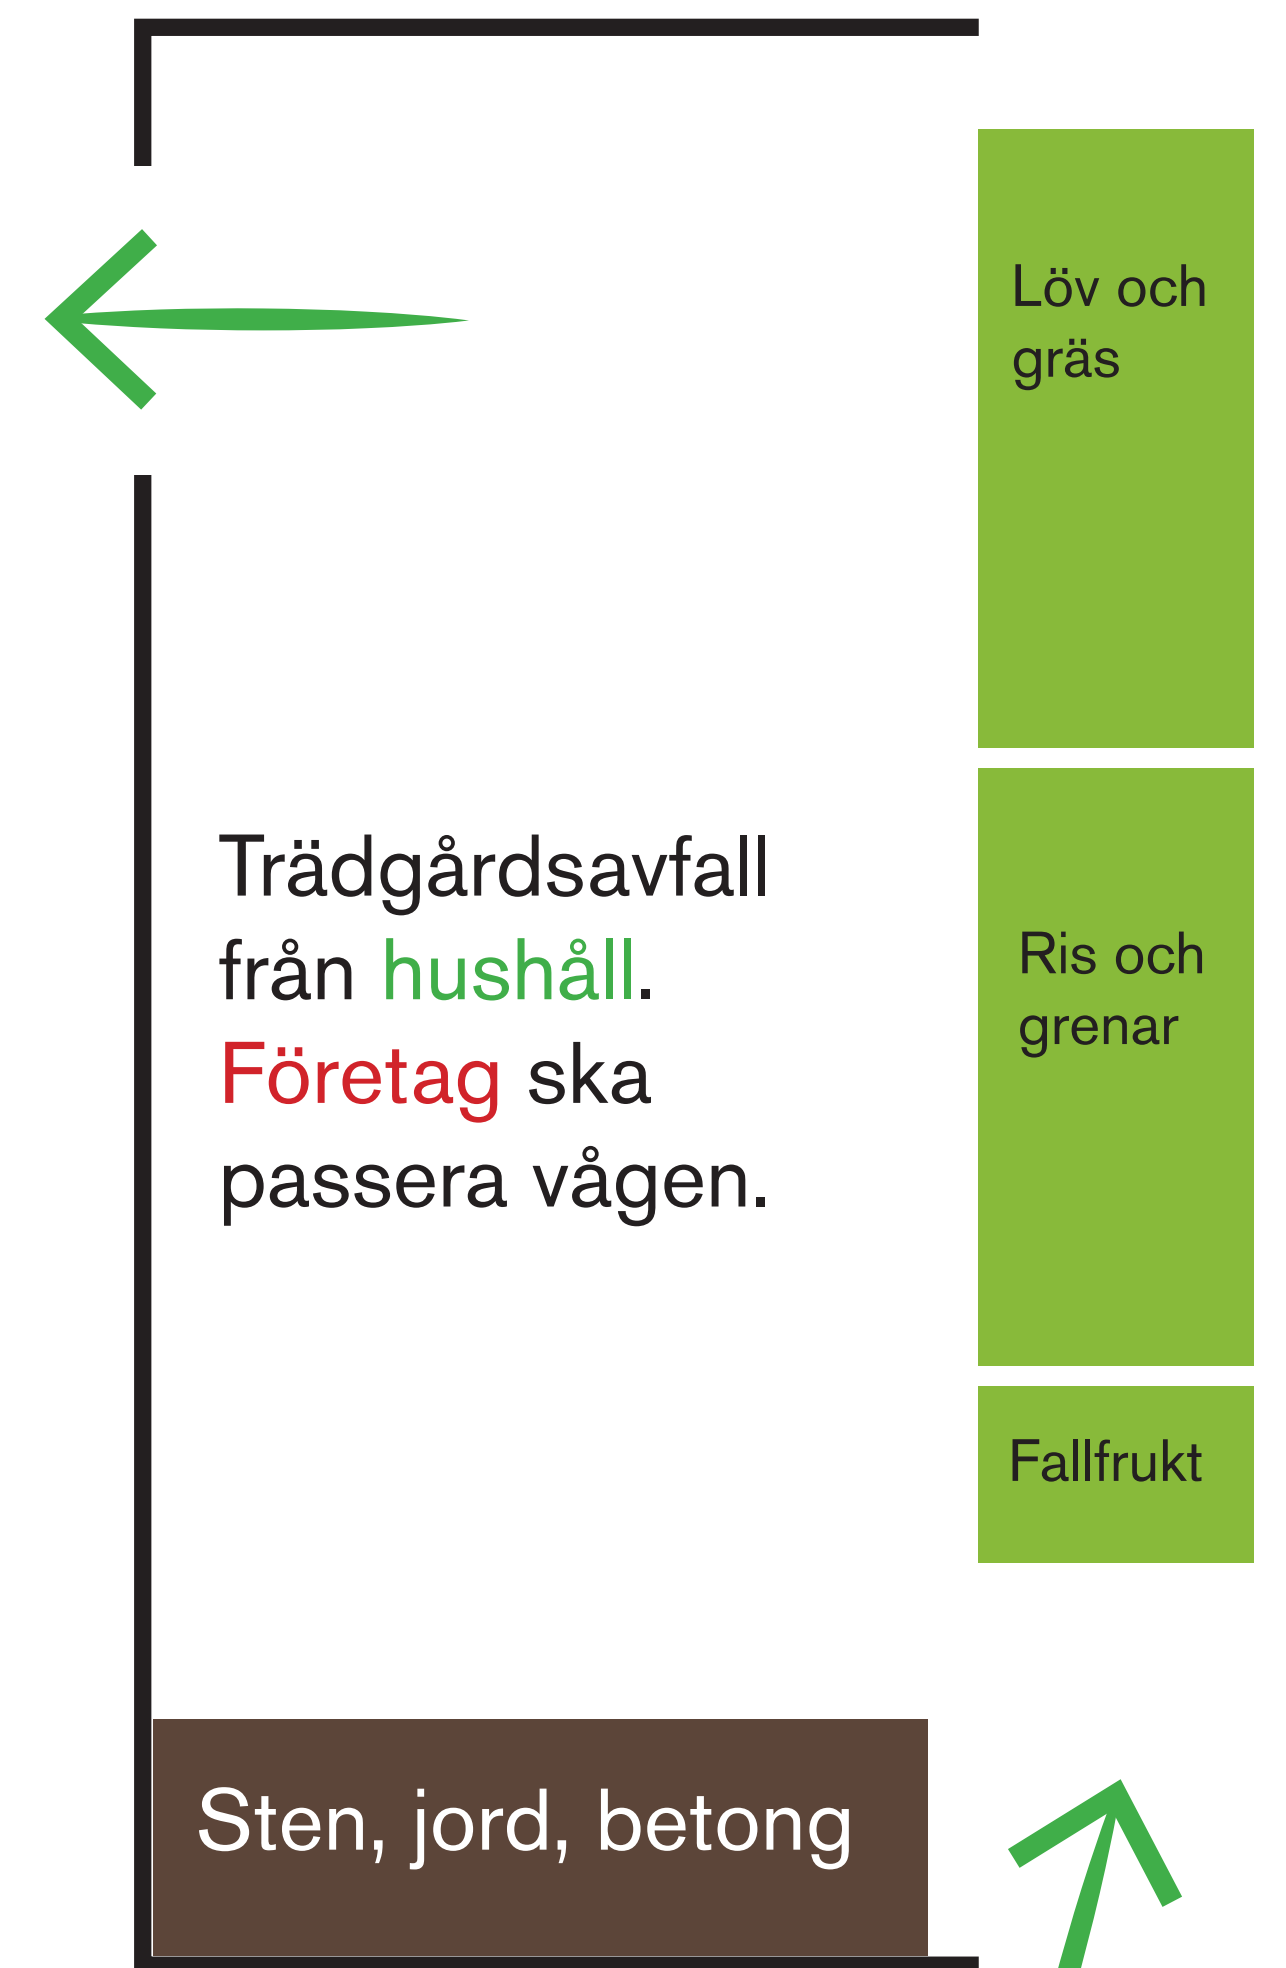 Löv och
gräs
Trädgårdsavfall
från hushåll.
Företag ska
passera vågen.
Ris och
grenar
Fallfrukt
Sten, jord, betong